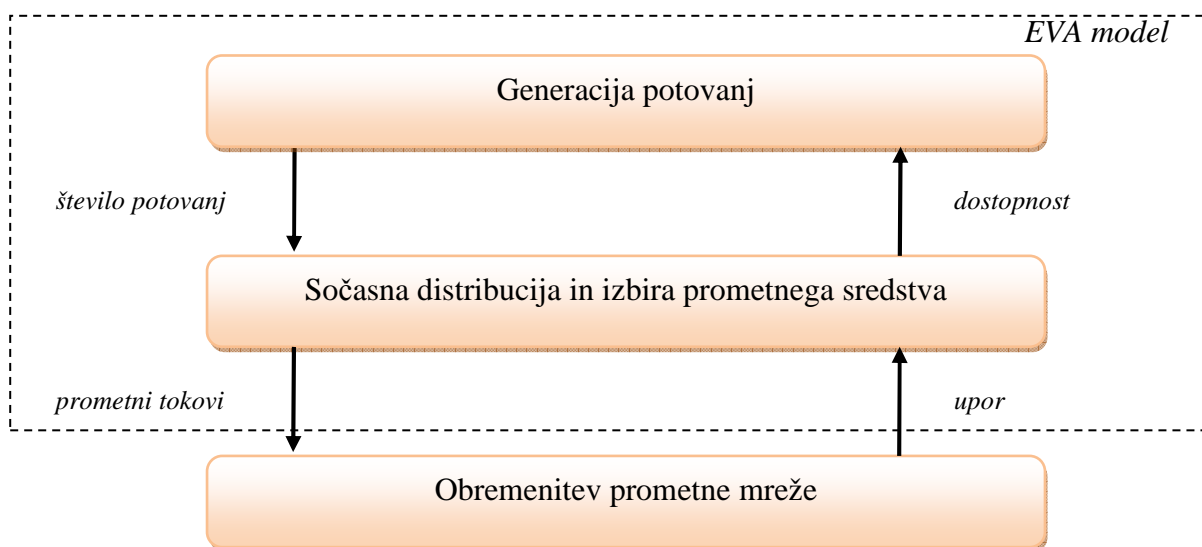 EVA model
Generacija potovanj
število potovanj
dostopnost
Sočasna distribucija in izbira prometnega sredstva
prometni tokovi
upor
Obremenitev prometne mreže